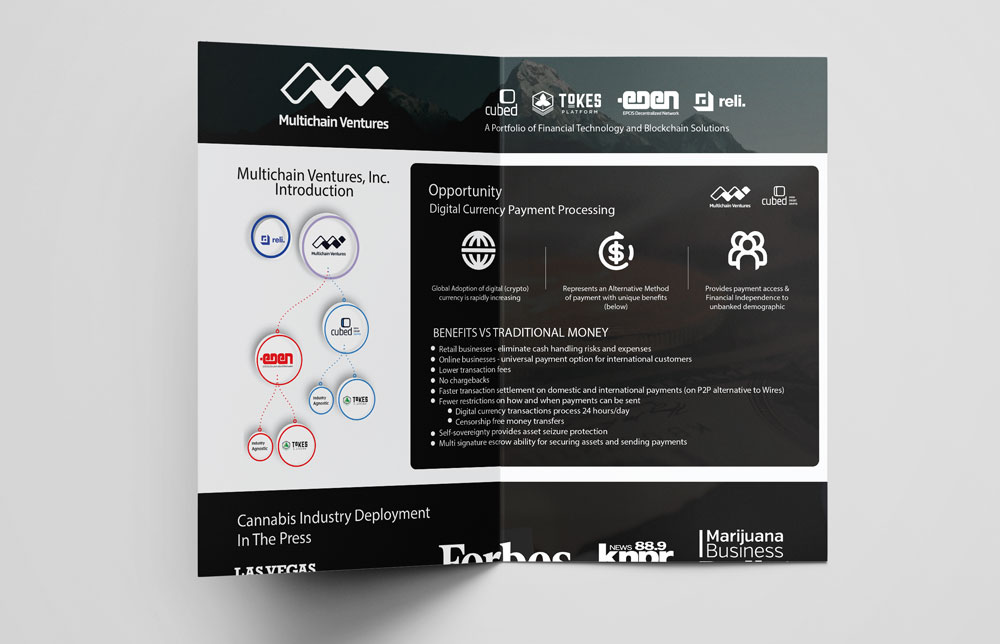 Multichain Ventures
cubed
TOKES
PLATFORM
EDEN
EPCIS Decentralized Network
reli.
A Portfolio of Financial Technology and Blockchain Solutions
Multichain Ventures, Inc.
Introduction
reli.
Multichain Ventures
cubed
EDEN
Industry
Agnostic
TOKES
Industry
Agnostic
TOKES
Opportunity
Digital Currency Payment Processing
Multichain Ventures
cubed
Global Adoption of digital (crypto)
currency is rapidly increasing
Represents an Alternative Method
of payment with unique benefits
(below)
Provides payment access &
Financial Independence to
unbanked demographic
BENEFITS VS TRADITIONAL MONEY
Retail businesses - eliminate cash handling risks and expenses
Online businesses - universal payment option for international customers
Lower transaction fees
No chargebacks
Faster transaction settlement on domestic and international payments (on P2P alternative to Wires)
Fewer restrictions on how and when payments can be sent
Digital currency transactions process 24 hours/day
Censorship free money transfers
Self-sovereignty provides asset seizure protection
Multi signature escrow ability for securing assets and sending payments
Cannabis Industry Deployment
In The Press
LAS VEGAS
Forbes
NEWS 88.9
knpr
Marijuana
Business